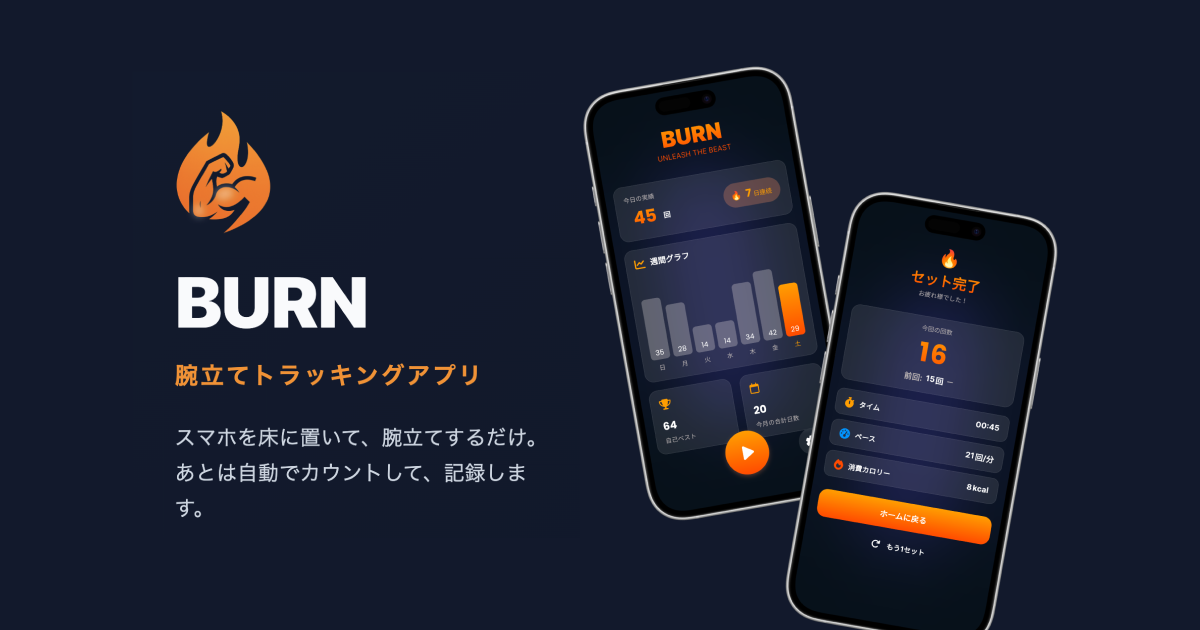 BURN
腕立てトラッキングアプリ
スマホを床に置いて、腕立てするだけ。
あとは自動でカウントして、記録しま
す。
BURN
UNLEASH THE BEAST
今日の実績
45 回
7 日連続
週間グラフ
35 28 14 14 34 42 29
日 月 火 水 木 金 土
64
自己ベスト
20
今月の合計日数
セット完了
お疲れ様でした！
今回の回数
16
前回: 15回 −
タイム 00:45
ペース 21回/分
消費カロリー 8kcal
ホームに戻る
もう1セット